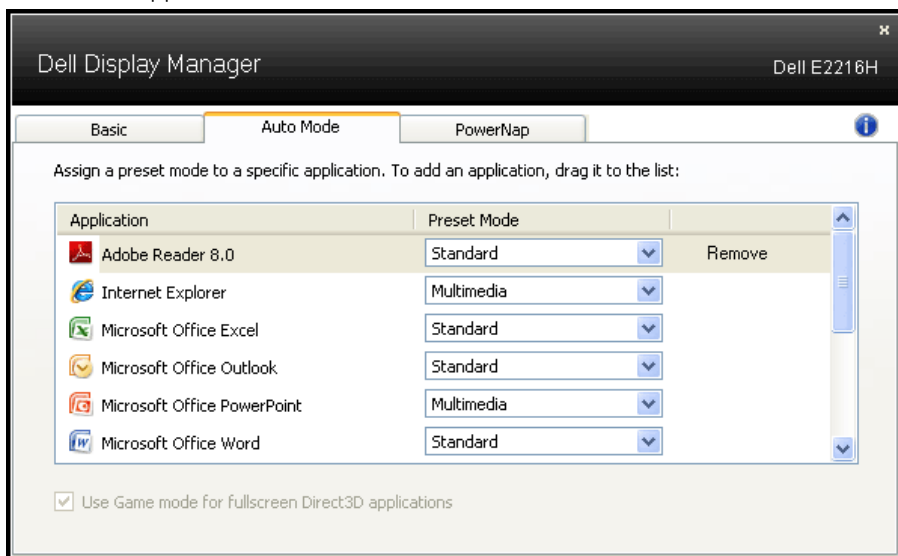 Dell Display Manager
Dell E2216H
Basic Auto Mode PowerNap
Assign a preset mode to a specific application. To add an application, drag it to the list:
Application Preset Mode
Adobe Reader 8.0 Standard Remove
Internet Explorer Multimedia
Microsoft Office Excel Standard
Microsoft Office Outlook Standard
Microsoft Office PowerPoint Multimedia
Microsoft Office Word Standard
Use Game mode for fullscreen Direct3D applications